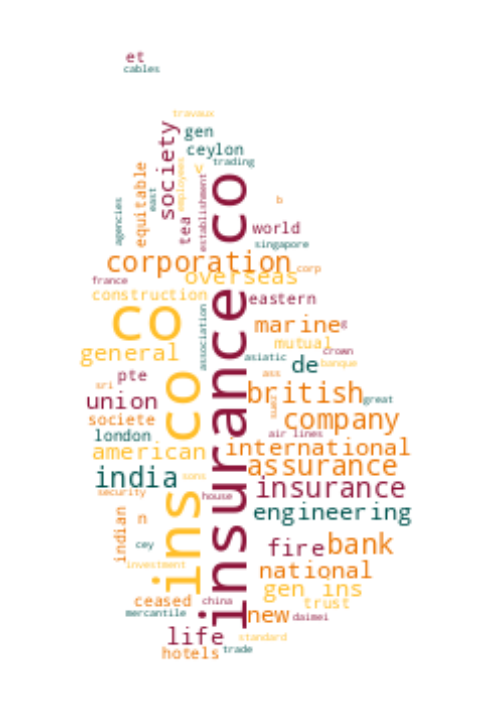 et
cables
travaux
gen
society
ceylon
trading
equitable
employees
v
east
tea
establishment
insurance co
agencies
b
world
singapore
corporation
corp
overseas
france
construction
eastern
co
association
marine
g
mutual
general
asiatic
crown
de
banque
pte
ass
sri
british
great
union
sumi
company
societe
london
air lines
international
american
ins co
assurance
india
sons
insurance
security
house
engineering
indian
n
cey
fire
bank
investment
national
gen ins
ceased
china
trust
mercantile
new
daimei
life
standard
hotels
trade